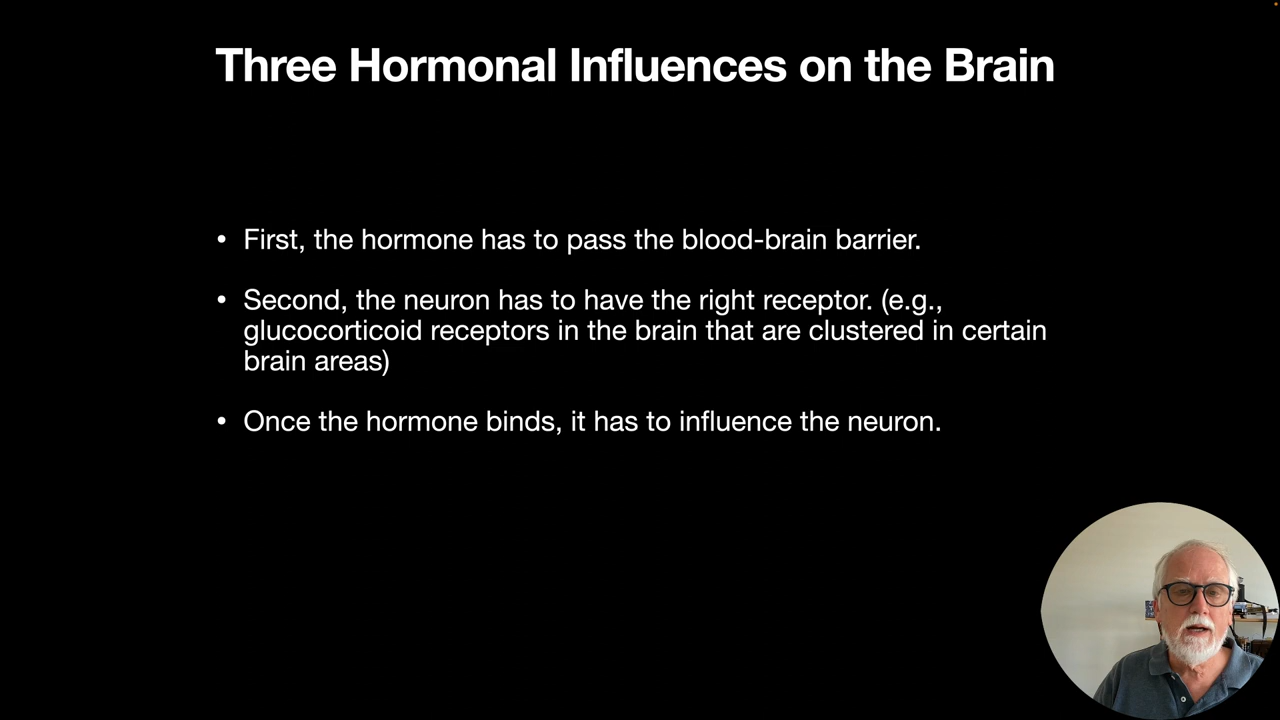 Three Hormonal Influences on the Brain
• First, the hormone has to pass the blood-brain barrier.
• Second, the neuron has to have the right receptor. (e.g.,
glucocorticoid receptors in the brain that are clustered in certain
brain areas)
• Once the hormone binds, it has to influence the neuron.